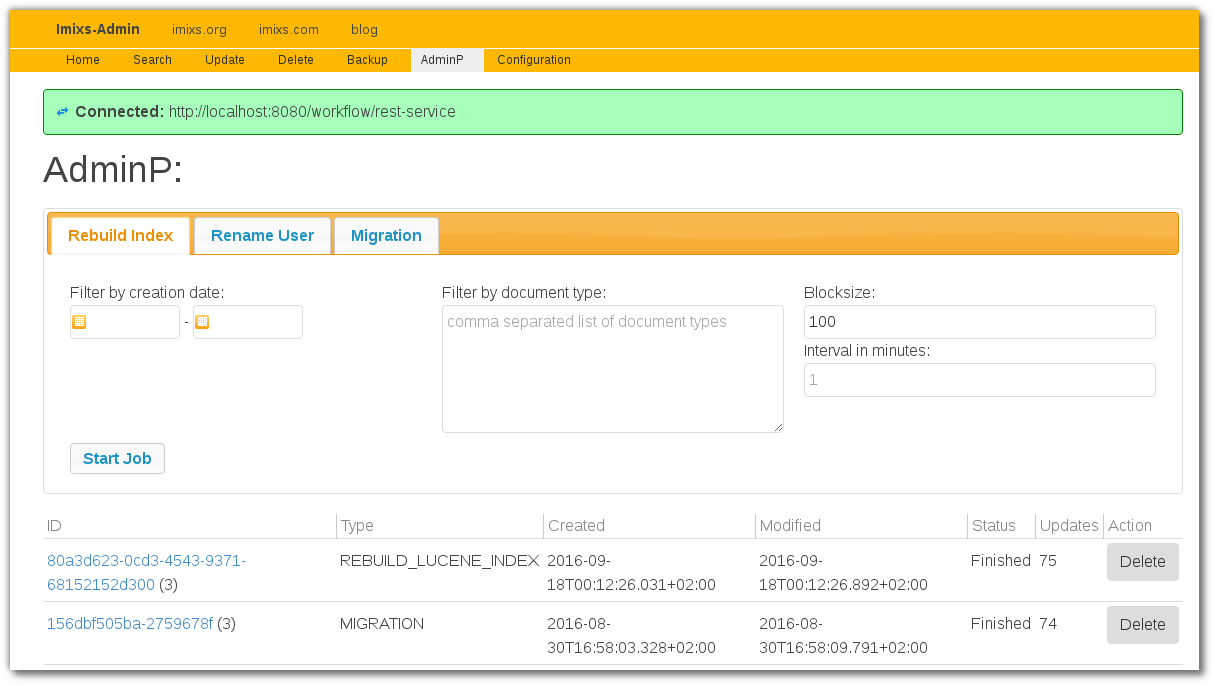 Imixs-Admin imixs.org imixs.com blog
Home Search Update Delete Backup AdminP Configuration
Connected: http://localhost:8080/workflow/rest-service
AdminP:
Rebuild Index Rename User Migration
Filter by creation date: Filter by document type: Blocksize:
- comma separated list of document types 100
Interval in minutes:
1
Start Job
ID Type Created Modified Status Updates Action
80a3d623-0cd3-4543-9371- REBUILD_LUCENE_INDEX 2016-09- 2016-09- Finished 75 Delete
68152152d300 (3) 18T00:12:26.031+02:00 18T00:12:26.892+02:00
156dbf505ba-2759678f (3) MIGRATION 2016-08- 2016-08- Finished 74 Delete
30T16:58:03.328+02:00 30T16:58:09.791+02:00